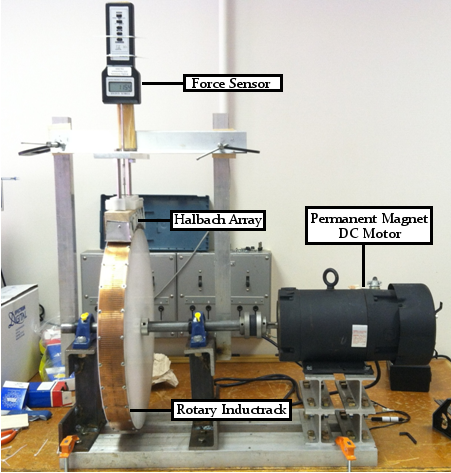 Force Sensor
Halbach Array
Permanent Magnet
DC Motor
Rotary Inductrack